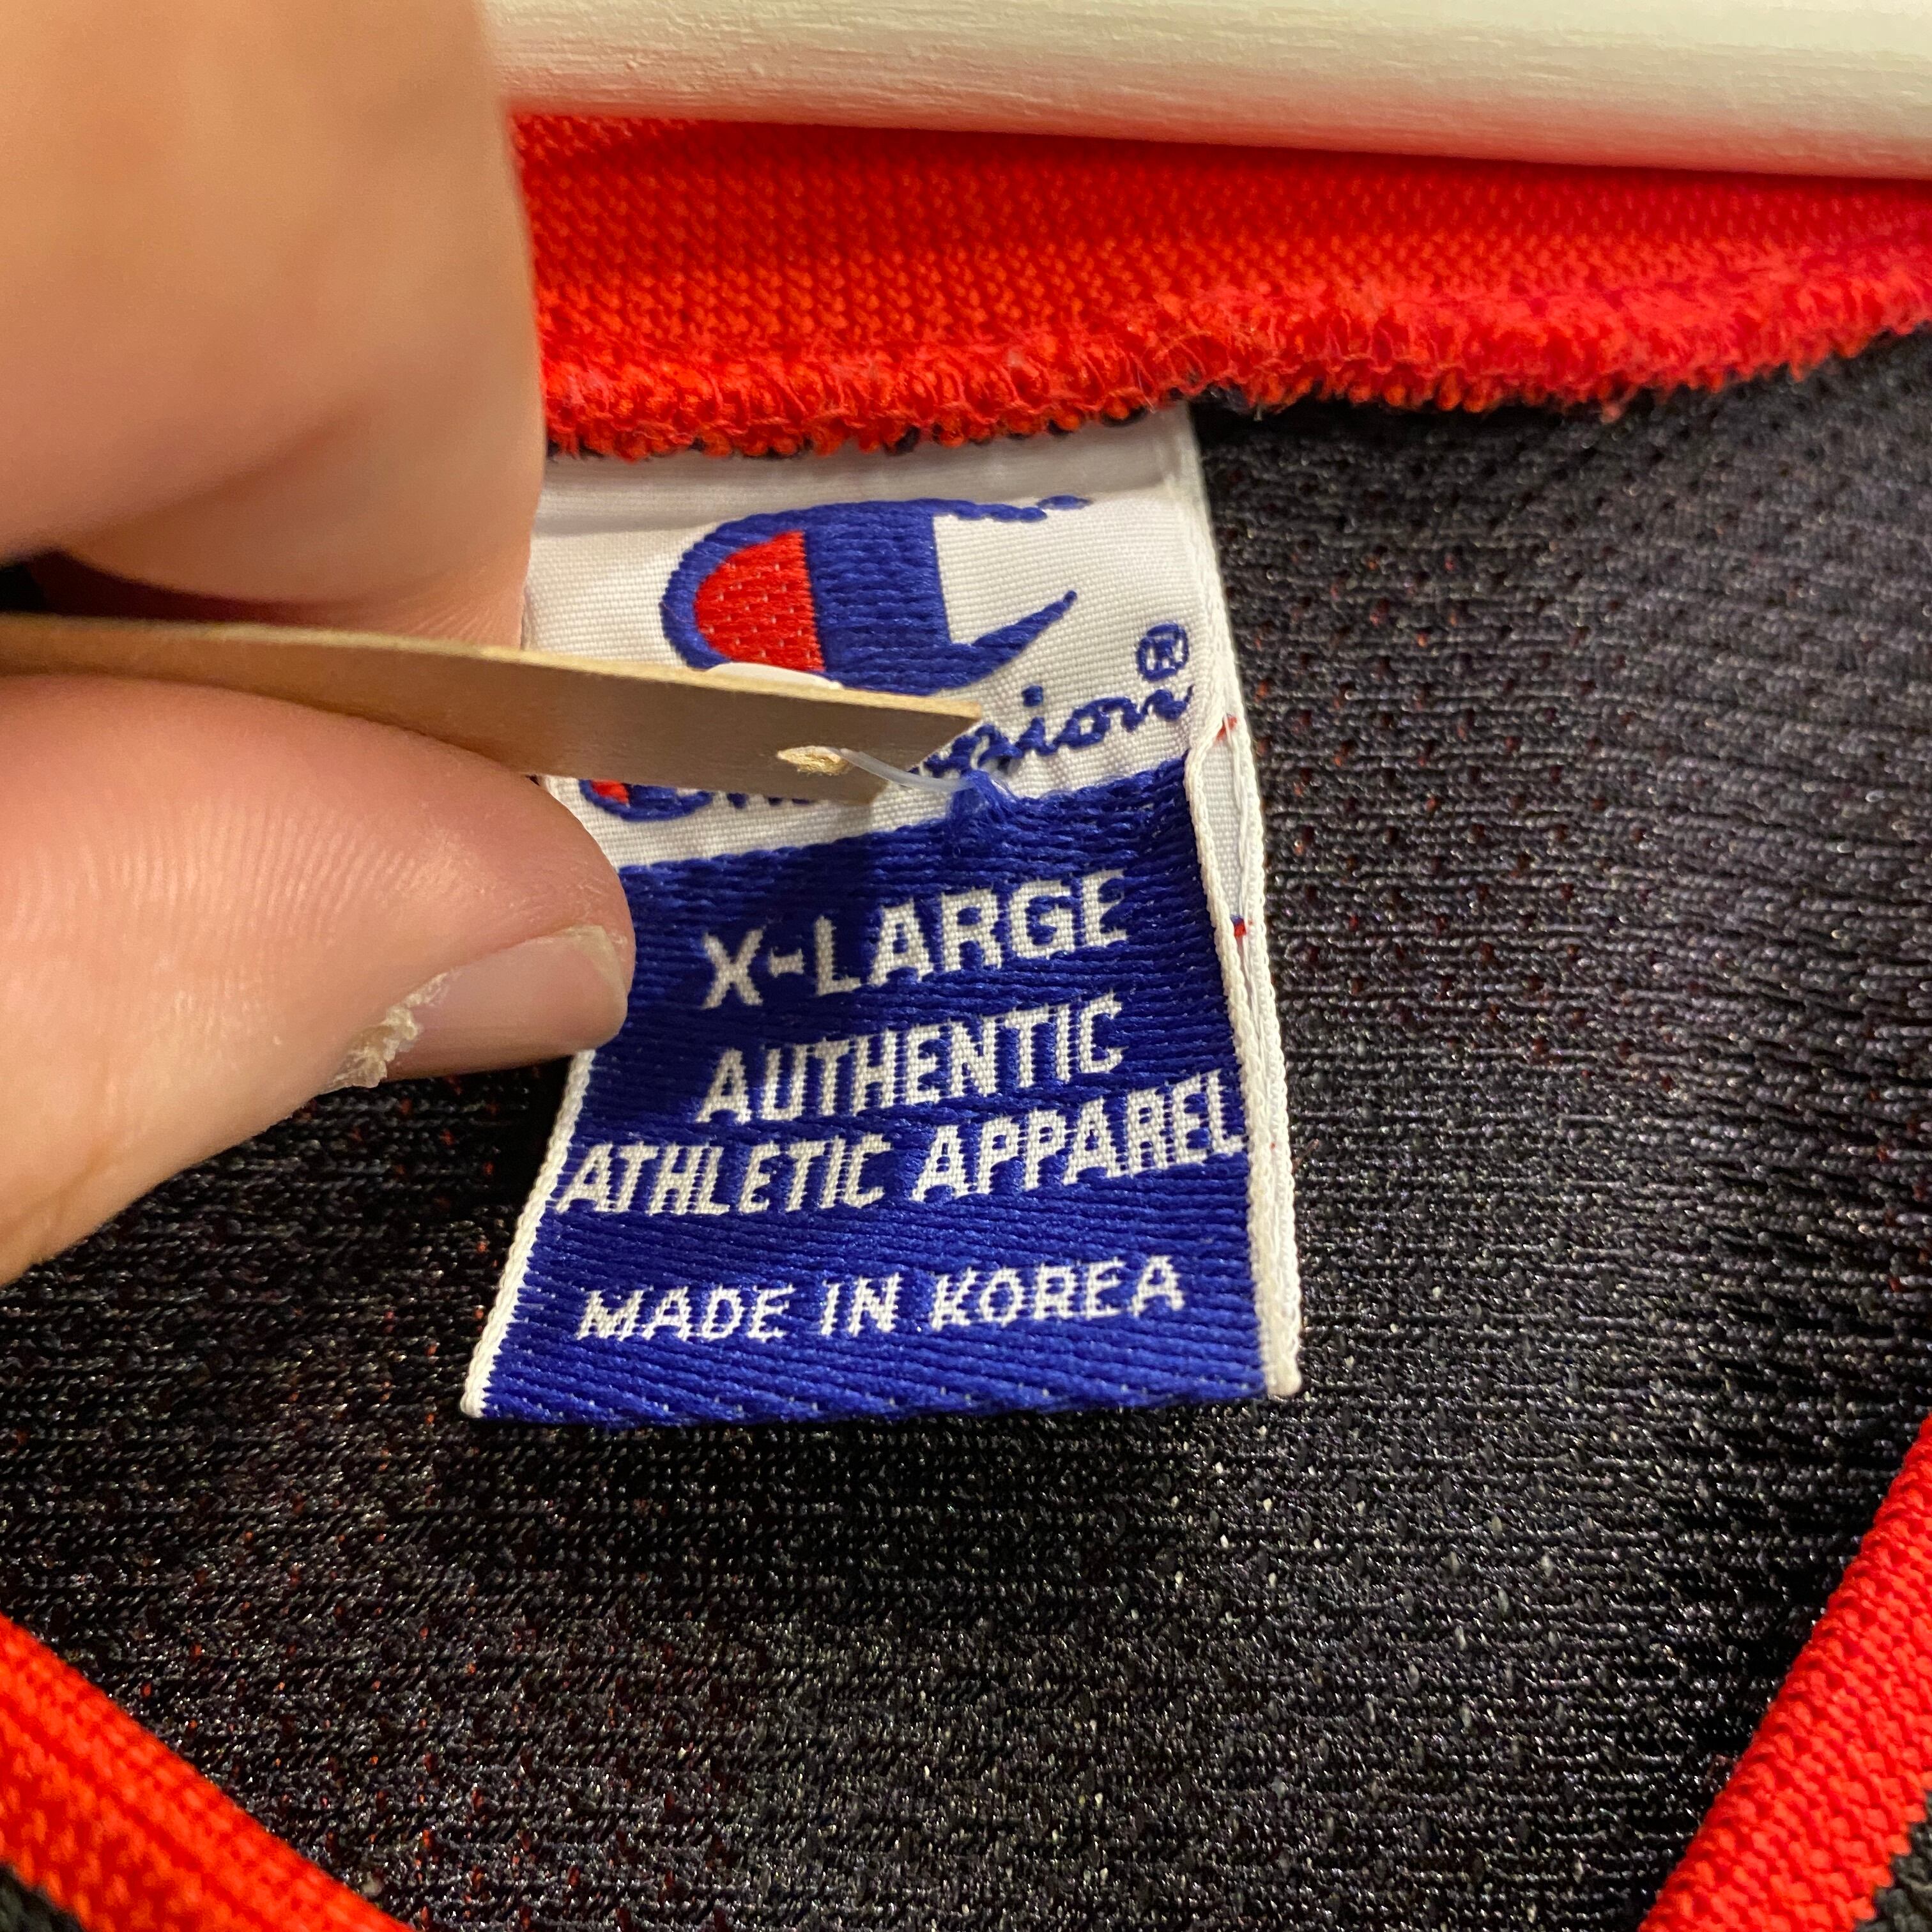 ®
X-LARGE
AUTHENTIC
ATHLETIC APPAREL
MADE IN KOREA